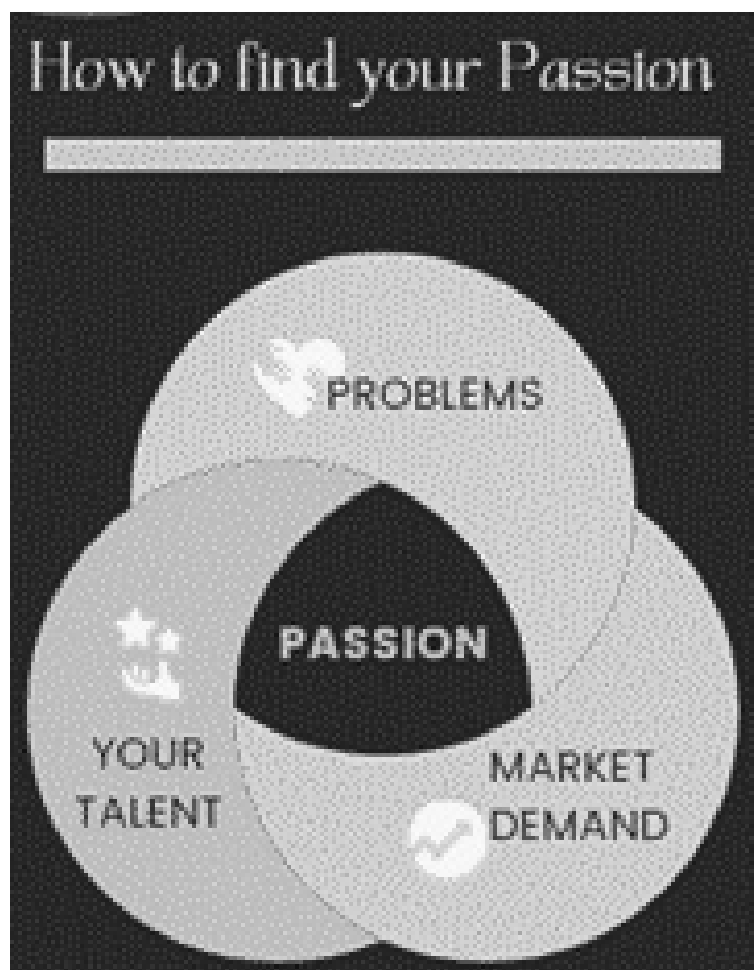 How to find your Passion
PROBLEMS
PASSION
YOUR
TALENT
MARKET
DEMAND